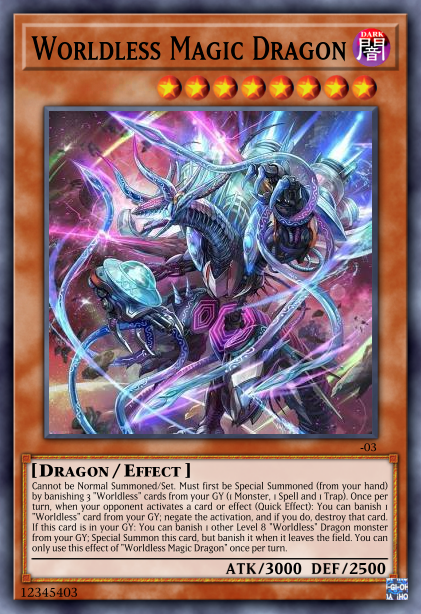 WORLDLESS MAGIC DRAGON
DARK
闇
-03
[DRAGON / EFFECT]
Cannot be Normal Summoned/Set. Must first be Special Summoned (from your hand)
by banishing 3 "Worldless" cards from your GY (1 Monster, 1 Spell and 1 Trap). Once per
turn, when your opponent activates a card or effect (Quick Effect): You can banish 1
"Worldless" card from your GY; negate the activation, and if you do, destroy that card.
If this card is in your GY: You can banish 1 other Level 8 "Worldless" Dragon monster
from your GY; Special Summon this card, but banish it when it leaves the field. You can
only use this effect of "Worldless Magic Dragon" once per turn.
ATK/3000 DEF/2500
12345403